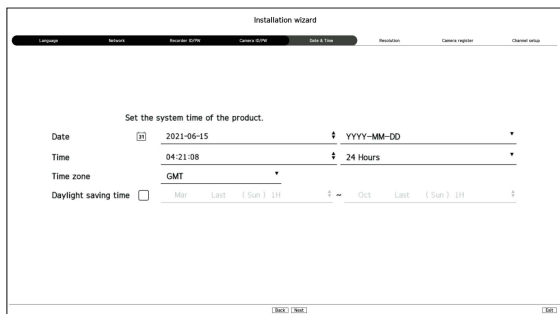 Installation wizard
Language Network Recorder ID/PW Camera ID/PW Date & Time Resolution Camera register Channel setup
Set the system time of the product.
Date 31 2021-06-15 YYYY-MM-DD
Time 04:21:08 24 Hours
Time zone GMT
Daylight saving time Mar Last ( Sun ) 1H ~ Oct Last ( Sun ) 1H
Back Next Exit